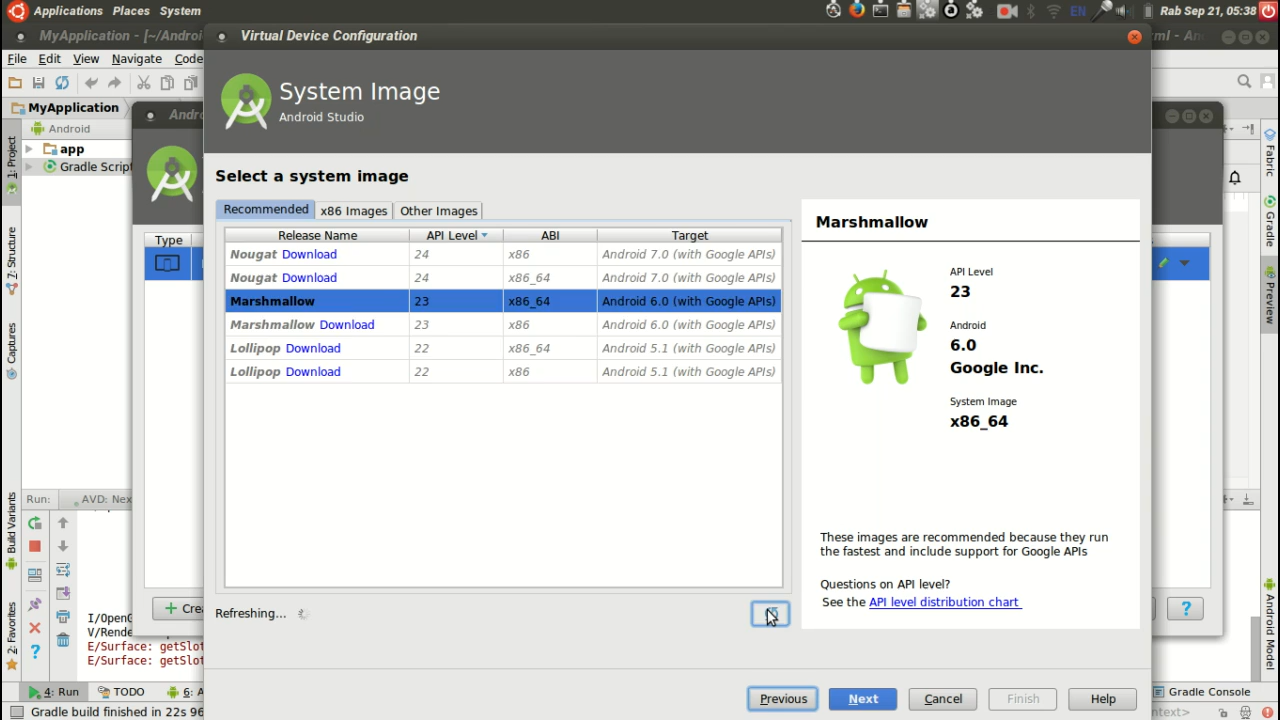 Applications Places System EN Rab Sep 21, 05:38
MyApplication - [~/Androi
Virtual Device Configuration
File Edit View Navigate Code
System Image
Android Studio
MyApplication
Andro
Android
app
Gradle Script
1: Project
7: Structure
Captures
Build Variants
2: Favorites
Fabric
Gradle
Preview
Android Model
Type
Select a system image
Recommended x86 Images Other Images
Release Name API Level ABI Target
Nougat Download 24 x86 Android 7.0 (with Google APIs)
Nougat Download 24 x86_64 Android 7.0 (with Google APIs)
Marshmallow 23 x86_64 Android 6.0 (with Google APIs)
Marshmallow Download 23 x86 Android 6.0 (with Google APIs)
Lollipop Download 22 x86_64 Android 5.1 (with Google APIs)
Lollipop Download 22 x86 Android 5.1 (with Google APIs)
Marshmallow
API Level
23
Android
6.0
Google Inc.
System Image
x86_64
These images are recommended because they run
the fastest and include support for Google APIs
Questions on API level?
See the API level distribution chart
Refreshing...
Run: AVD: Nex
+ Crea
?
I/OpenG
V/Rende
E/Surface: getSlot
E/Surface: getSlot
Previous Next Cancel Finish Help
4: Run TODO 6: A Gradle Console
Gradle build finished in 22s 96 ntext>